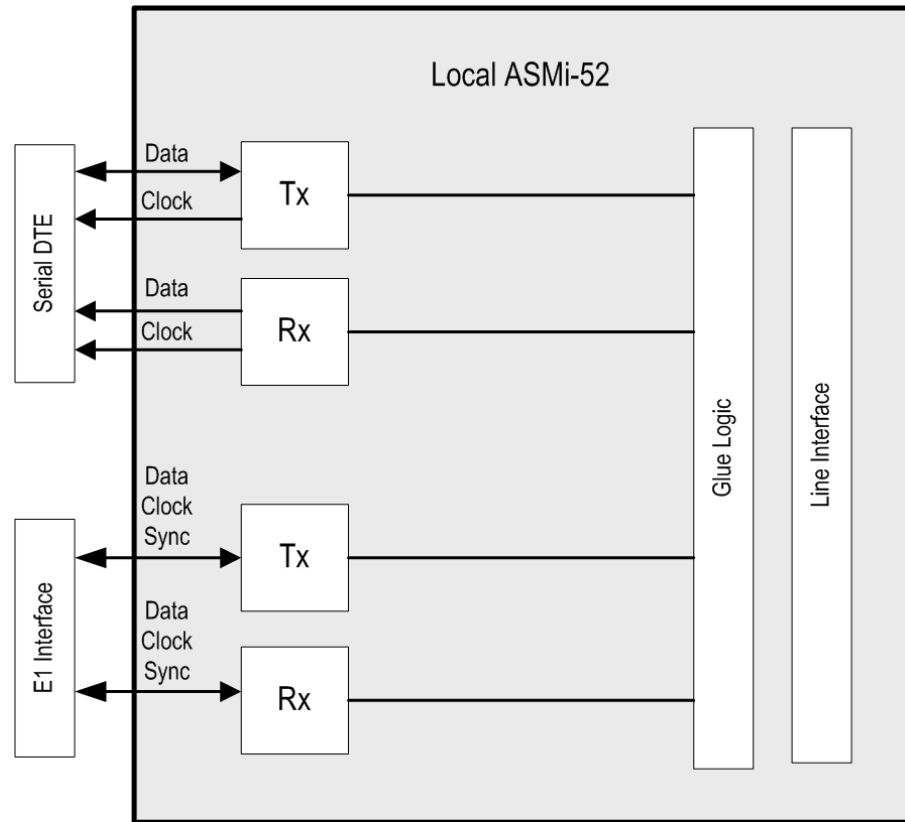 Local ASMi-52
Serial DTE
Data
Clock
Tx
Data
Clock
Rx
E1 Interface
Data
Clock
Sync
Tx
Data
Clock
Sync
Rx
Glue Logic
Line Interface